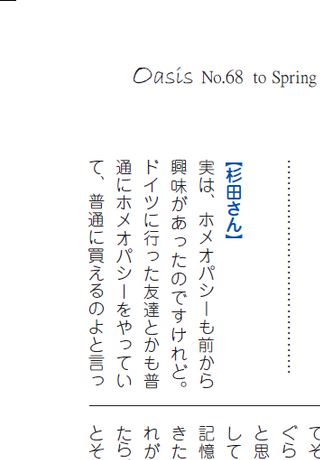 Oasis No.68 to Spring
【杉田さん】
実は、ホメオパシーも前から
興味があったのですけれど。
ドイツに行った友達とかも普
通にホメオパシーをやってい
て、普通に買えるのよと言っ
てそ
ぐら
と思
して
記憶
きた
れが
たら
とそ